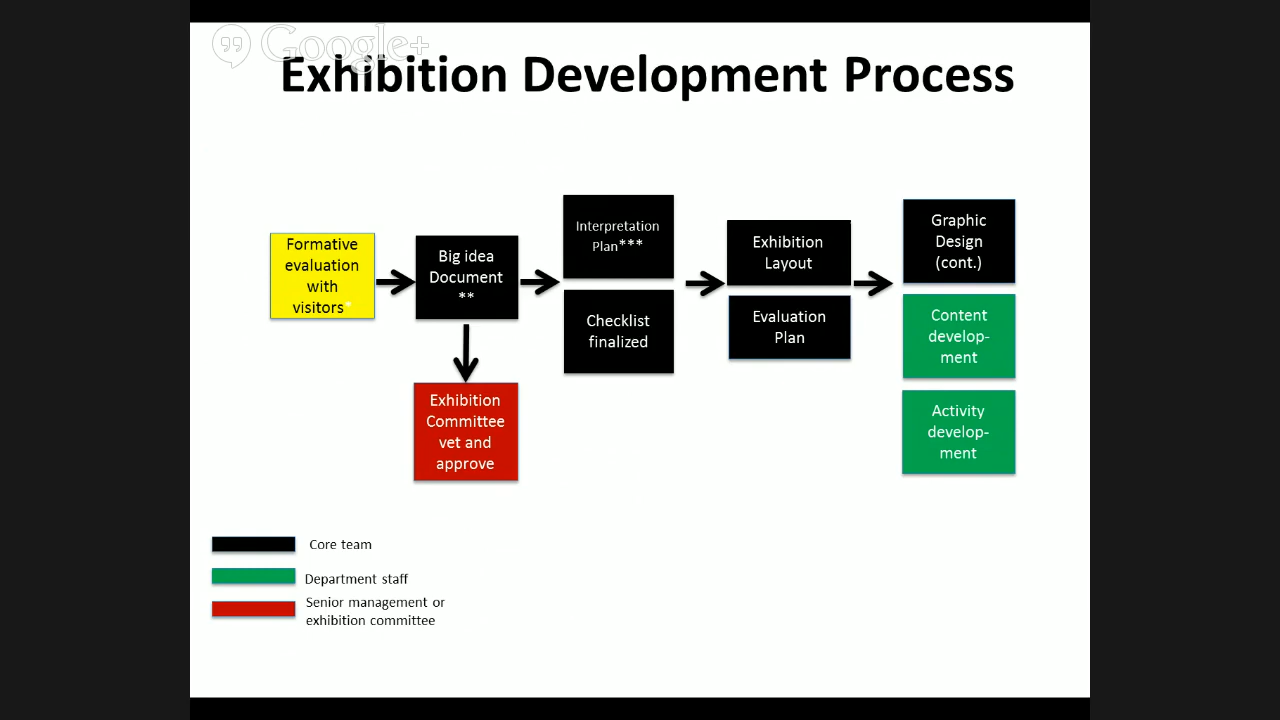 Google+
Exhibition Development Process
Formative
evaluation
with
visitors*
Big idea
Document
**
Exhibition
Committee
vet and
approve
Interpretation
Plan***
Checklist
finalized
Exhibition
Layout
Evaluation
Plan
Graphic
Design
(cont.)
Content
develop-
ment
Activity
develop-
ment
Core team
Department staff
Senior management or
exhibition committee